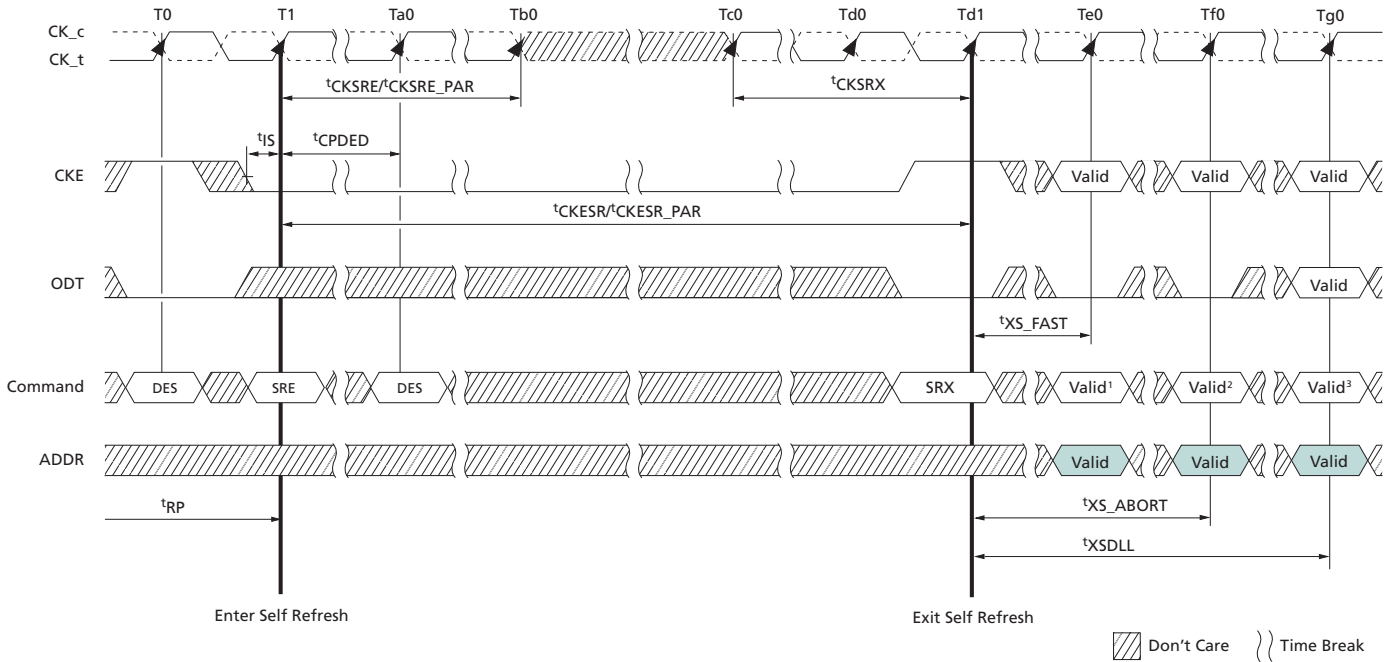 T0 T1 Ta0 Tb0 Tc0 Td0 Td1 Te0 Tf0 Tg0
CK_c
CK_t
tCKSRE/tCKSRE_PAR tCKSRX
tIS tCPDED
CKE Valid Valid Valid
tCKESR/tCKESR_PAR
ODT Valid
tXS_FAST
Command DES SRE DES SRX Valid1 Valid2 Valid3
ADDR Valid Valid Valid
tRP tXS_ABORT
tXSDLL
Enter Self Refresh Exit Self Refresh
Don't Care Time Break